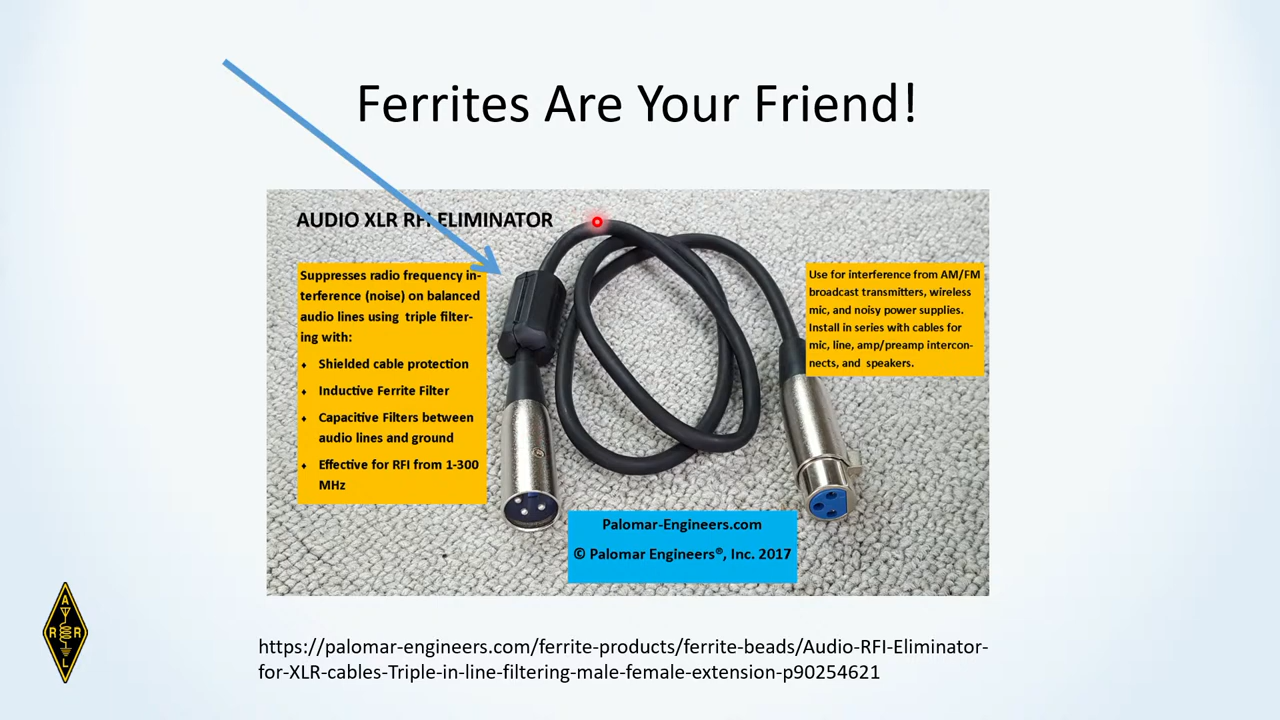 Ferrites Are Your Friend!
AUDIO XLR RFI ELIMINATOR
Suppresses radio frequency in-
terference (noise) on balanced
audio lines using triple filter-
ing with:
♦ Shielded cable protection
♦ Inductive Ferrite Filter
♦ Capacitive Filters between
audio lines and ground
♦ Effective for RFI from 1-300
MHz
Use for interference from AM/FM
broadcast transmitters, wireless
mic, and noisy power supplies.
Install in series with cables for
mic, line, amp/preamp intercon-
nects, and speakers.
Palomar-Engineers.com
© Palomar Engineers®, Inc. 2017
A
R R
L
https://palomar-engineers.com/ferrite-products/ferrite-beads/Audio-RFI-Eliminator-
for-XLR-cables-Triple-in-line-filtering-male-female-extension-p90254621